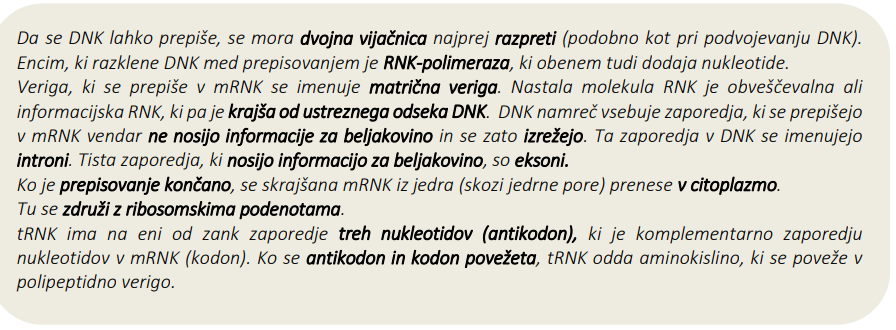 Da se DNK lahko prepiše, se mora dvojna vijačnica najprej razpreti (podobno kot pri podvojevanju DNK).
Encim, ki razklene DNK med prepisovanjem je RNK-polimeraza, ki obenem tudi dodaja nukleotide.
Veriga, ki se prepiše v mRNK se imenuje matrična veriga. Nastala molekula RNK je obveščevalna ali
informacijska RNK, ki pa je krajša od ustreznega odseka DNK. DNK namreč vsebuje zaporedja, ki se prepišejo
v mRNK vendar ne nosijo informacije za beljakovino in se zato izrežejo. Ta zaporedja v DNK se imenujejo
introni. Tista zaporedja, ki nosijo informacijo za beljakovino, so eksoni.
Ko je prepisovanje končano, se skrajšana mRNK iz jedra (skozi jedrne pore) prenese v citoplazmo.
Tu se združi z ribosomskima podenotama.
tRNK ima na eni od zank zaporedje treh nukleotidov (antikodon), ki je komplementarno zaporedju
nukleotidov v mRNK (kodon). Ko se antikodon in kodon povežeta, tRNK odda aminokislino, ki se poveže v
polipeptidno verigo.